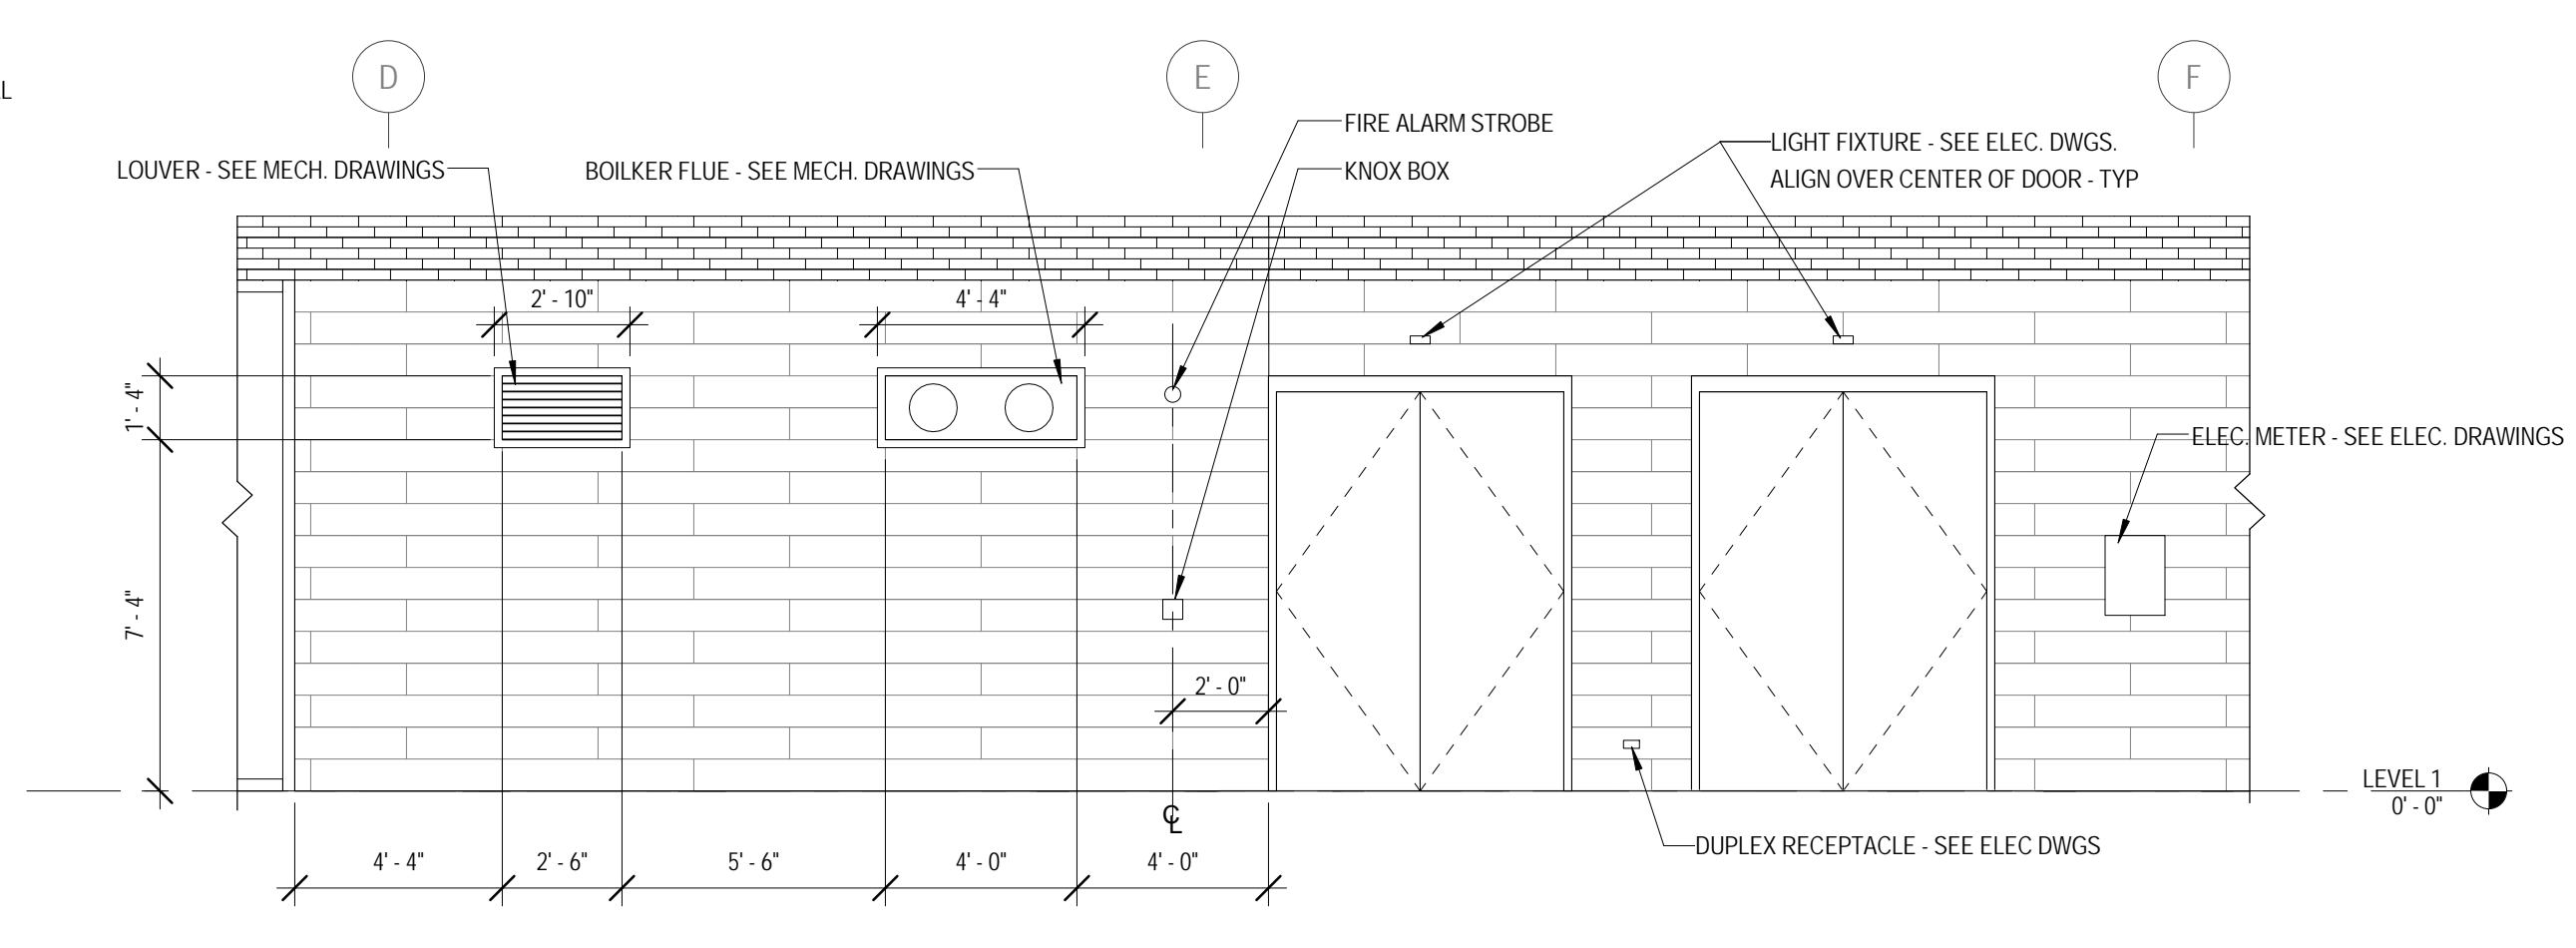 D
E
F
L
FIRE ALARM STROBE
LIGHT FIXTURE - SEE ELEC. DWGS.
ALIGN OVER CENTER OF DOOR - TYP
LOUVER - SEE MECH. DRAWINGS
BOILKER FLUE - SEE MECH. DRAWINGS
KNOX BOX
2' - 10"
4' - 4"
1' - 4"
ELEC. METER - SEE ELEC. DRAWINGS
7' - 4"
2' - 0"
LEVEL 1
0' - 0"
CL
DUPLEX RECEPTACLE - SEE ELEC DWGS
4' - 4"
2' - 6"
5' - 6"
4' - 0"
4' - 0"